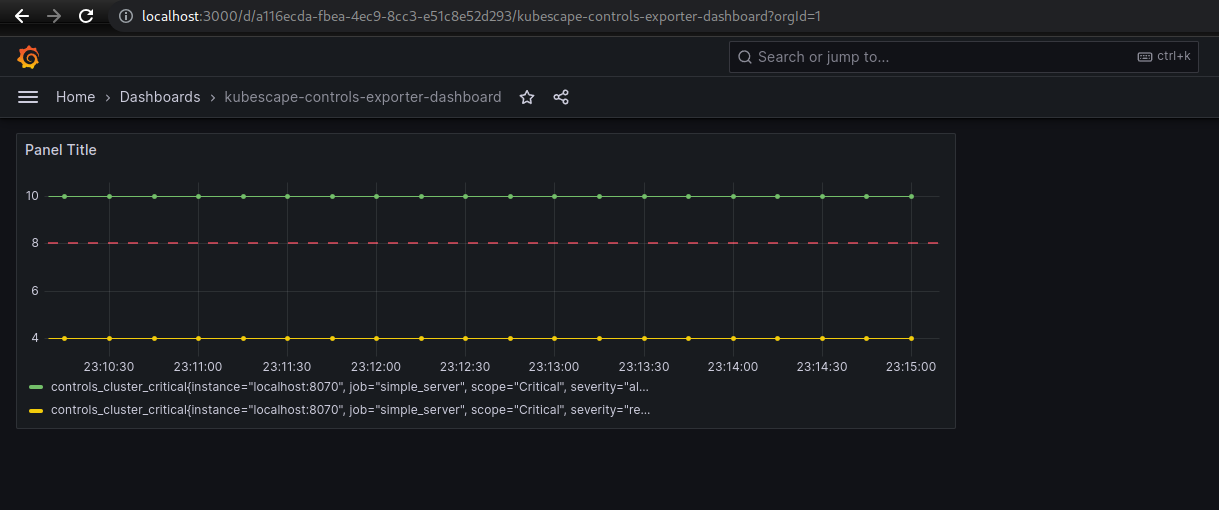 localhost:3000/d/a116ecda-fbea-4ec9-8cc3-e51c8e52d293/kubescape-controls-exporter-dashboard?orgId=1
Search or jump to... ctrl+k
Home › Dashboards › kubescape-controls-exporter-dashboard
Panel Title
10
8
6
4
23:10:30 23:11:00 23:11:30 23:12:00 23:12:30 23:13:00 23:13:30 23:14:00 23:14:30 23:15:00
controls_cluster_critical{instance="localhost:8070", job="simple_server", scope="Critical", severity="al...
controls_cluster_critical{instance="localhost:8070", job="simple_server", scope="Critical", severity="re...